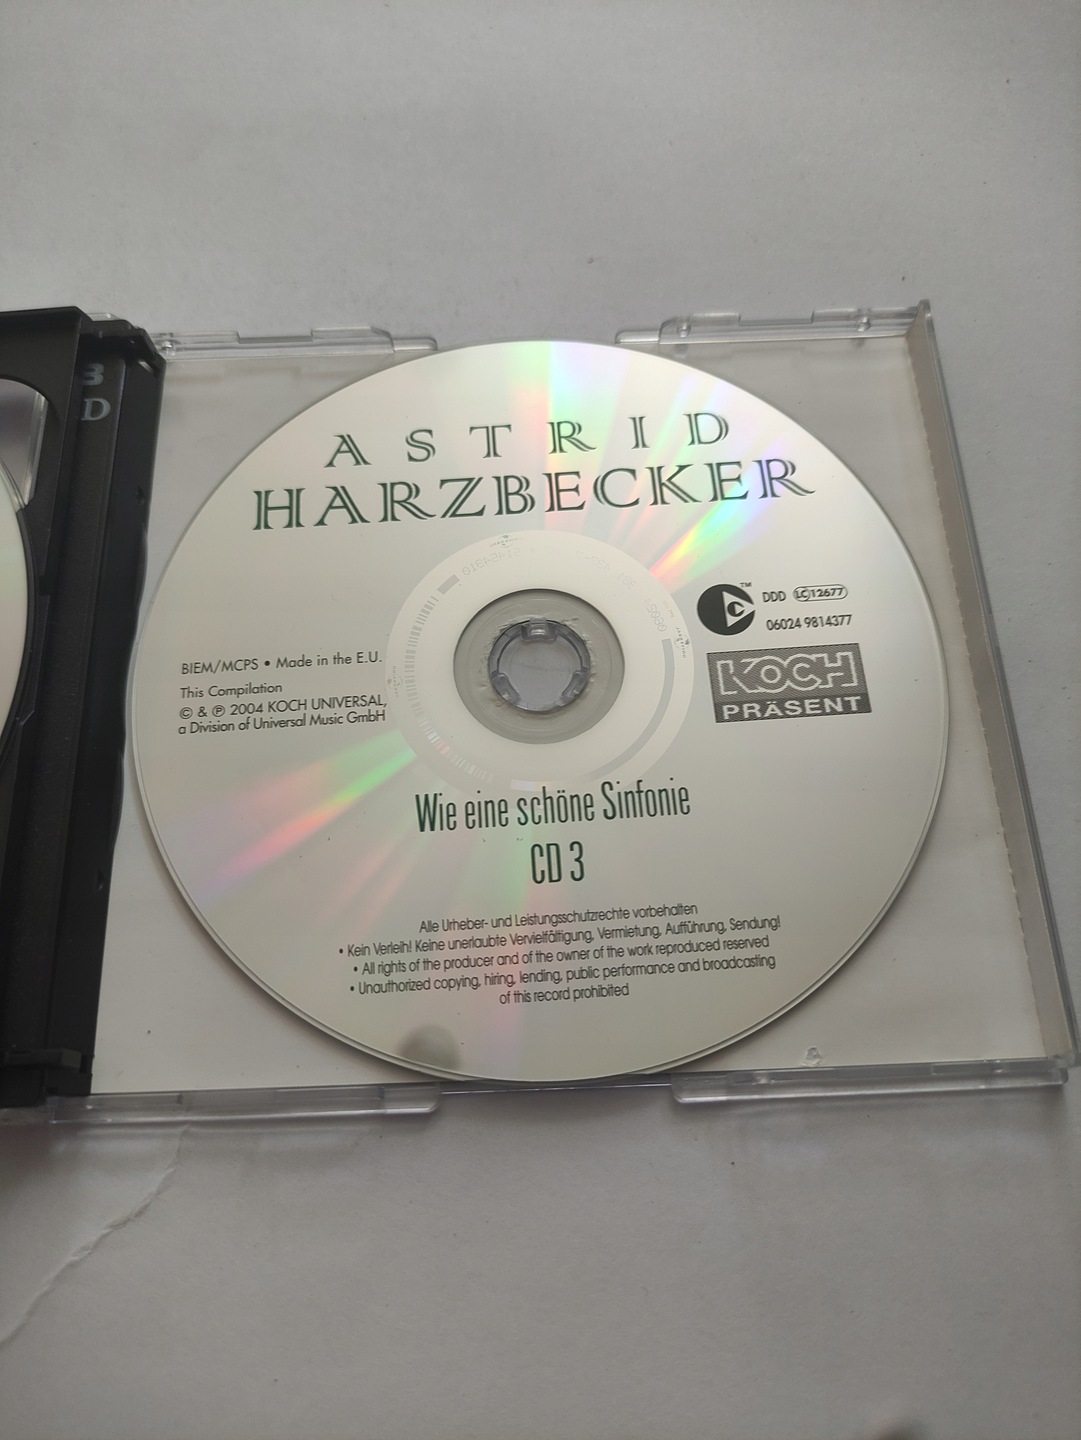 3
D
ASTRID
HARZBECKER
™
DDD LC 12677
06024 9814377
KOCH
PRÄSENT
BIEM/MCPS • Made in the E.U.
This Compilation
© & ℗ 2004 KOCH UNIVERSAL,
a Division of Universal Music GmbH
Wie eine schöne Sinfonie
CD 3
Alle Urheber- und Leistungsschutzrechte vorbehalten
• Kein Verleih! Keine unerlaubte Vervielfältigung, Vermietung, Aufführung, Sendung!
• All rights of the producer and of the owner of the work reproduced reserved
• Unauthorized copying, hiring, lending, public performance and broadcasting
of this record prohibited